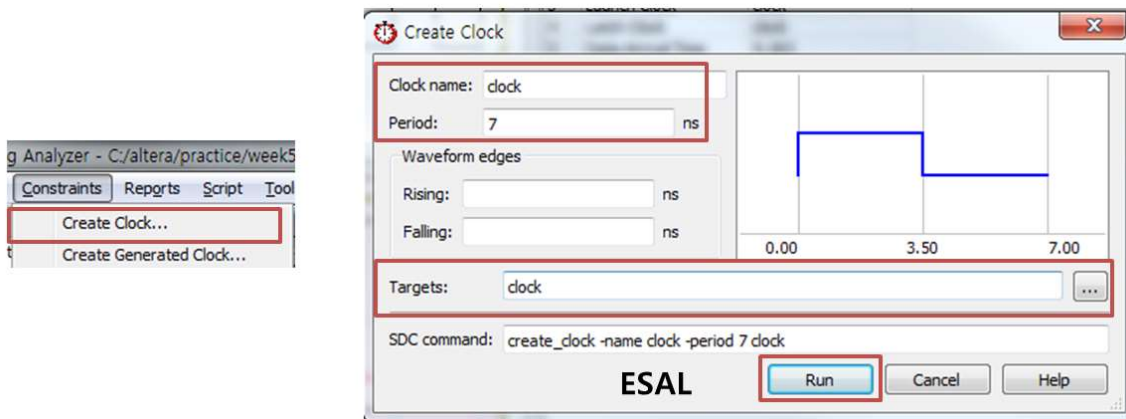 g Analyzer - C:/altera/practice/week5
Constraints Reports Script Tool
Create Clock...
Create Generated Clock...
Create Clock
Clock name: clock
Period: 7 ns
Waveform edges
Rising: ns
Falling: ns
0.00 3.50 7.00
Targets: clock ...
SDC command: create_clock -name clock -period 7 clock
ESAL
Run Cancel Help